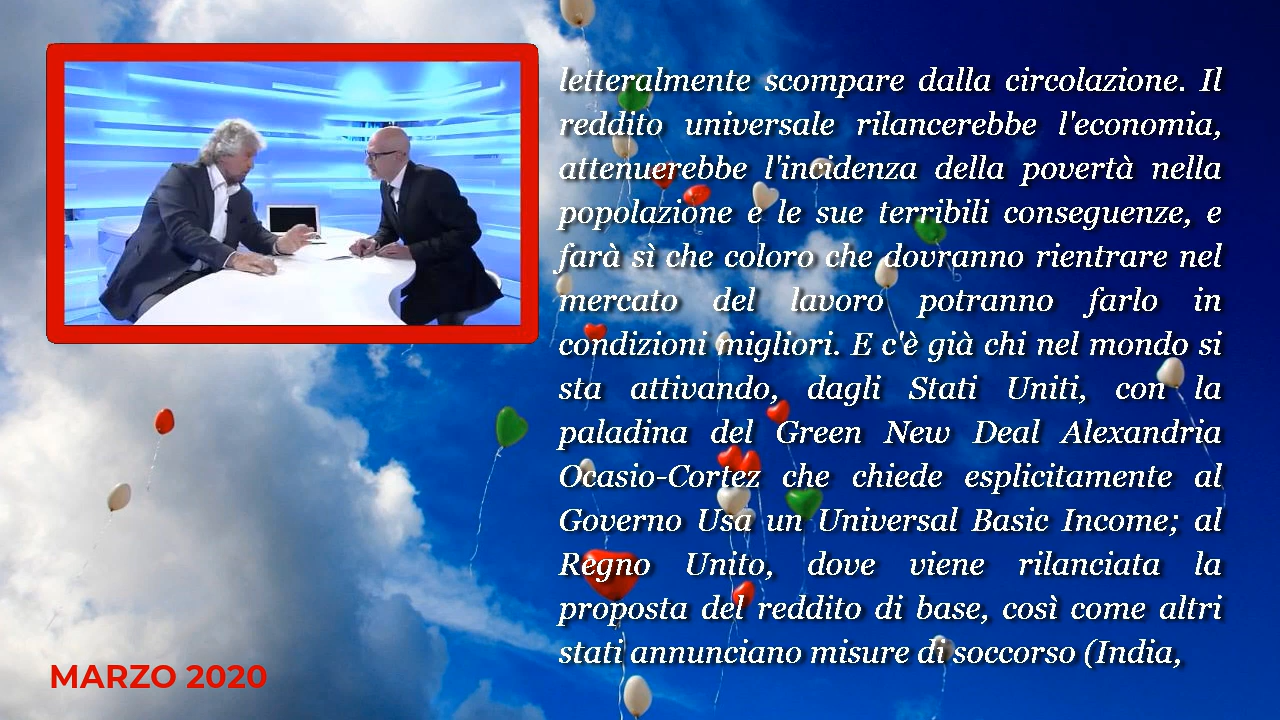 letteralmente scompare dalla circolazione. Il
reddito universale rilancerebbe l'economia,
attenuerebbe l'incidenza della povertà nella
popolazione e le sue terribili conseguenze, e
farà sì che coloro che dovranno rientrare nel
mercato del lavoro potranno farlo in
condizioni migliori. E c'è già chi nel mondo si
sta attivando, dagli Stati Uniti, con la
paladina del Green New Deal Alexandria
Ocasio-Cortez che chiede esplicitamente al
Governo Usa un Universal Basic Income; al
Regno Unito, dove viene rilanciata la
proposta del reddito di base, così come altri
stati annunciano misure di soccorso (India,
MARZO 2020